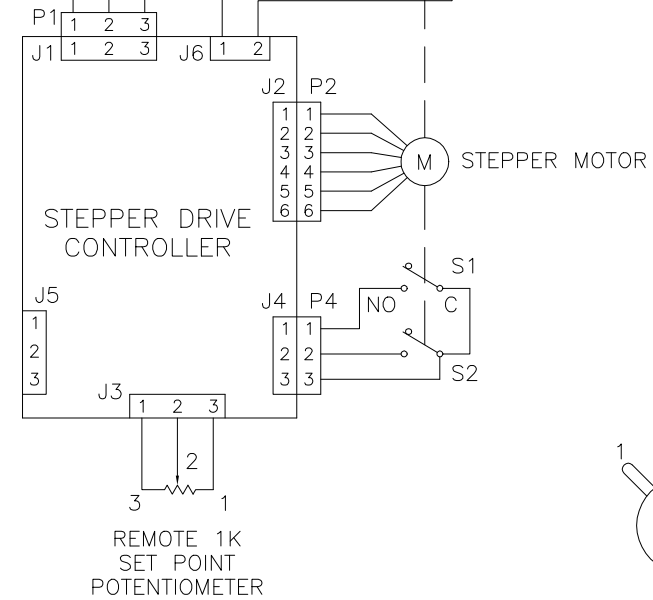 P1 1 2 3
J1 1 2 3
J6 1 2
J2 P2
1 1
2 2
3 3
4 4
5 5
6 6
M STEPPER MOTOR
STEPPER DRIVE
CONTROLLER
S1
NO C
J5
1
2
3
J4 P4
1 1
2 2
3 3
S2
J3 1 2 3
2
3 1
REMOTE 1K
SET POINT
POTENTIOMETER
1